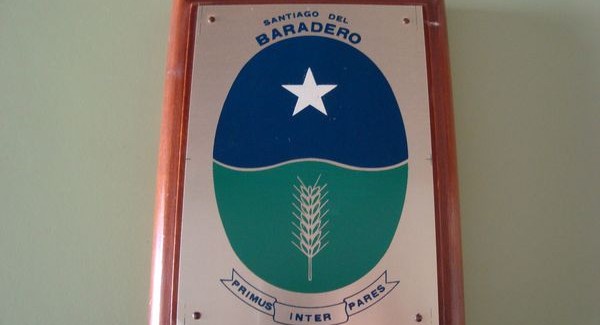 SANTIAGO DEL
BARADERO
PRIMUS INTER PARES